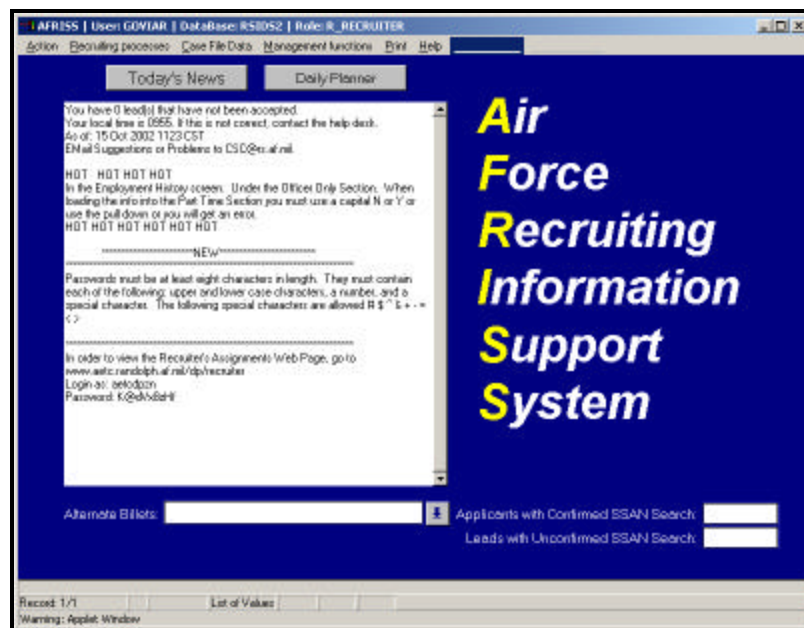 AFRISS | User: GOVIAR | DataBase: RSIDS2 | Role: R_RECRUITER
Action Recruiting processes Case File Data Management functions Print Help
Today's News Daily Planner
You have 0 lead(s) that have not been accepted.
Your local time is 0955. If this is not correct, contact the help desk.
As of: 15 Oct 2002 1123 CST
EMail Suggestions or Problems to CSC@rs.af.mil.
HOT HOT HOT HOT
In the Employment History screen. Under the Officer Only Section. When
loading the info into the Part Time Section you must use a capital N or Y or
use the pull down or you will get an error.
HOT HOT HOT HOT HOT HOT
NEW
Passwords must be at least eight characters in length. They must contain
each of the following: upper and lower case characters, a number, and a
special character. The following special characters are allowed # $ ^ & + - =
< >
In order to view the Recruiter's Assignments Web Page, go to
www.aetc.randolph.af.mil/dp/recruiter
Login as:
Password:
Air
Force
Recruiting
Information
Support
System
Alternate Billets:
Applicants with Confirmed SSAN Search:
Leads with Unconfirmed SSAN Search:
Record: 1/1 List of Values
Warning: Applet Window